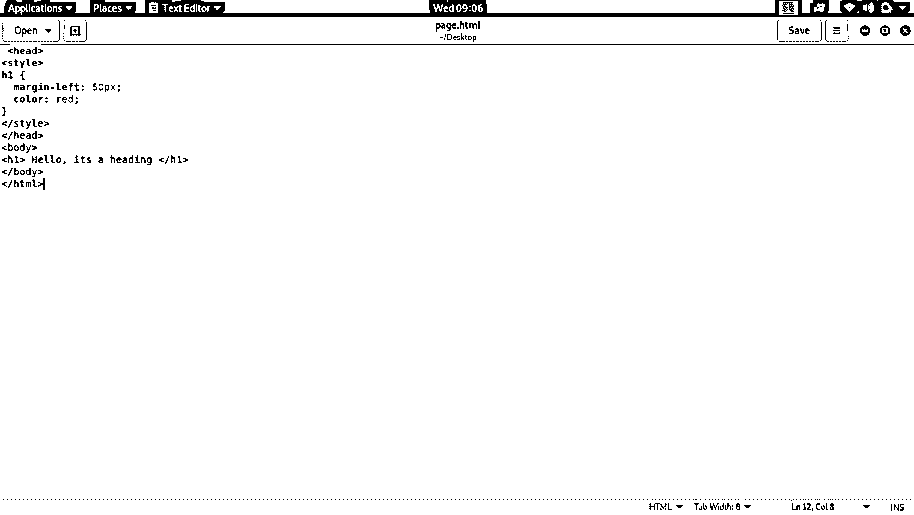 Applications Places Text Editor Wed 09:06
Open page.html Save
~/Desktop
<head>
<style>
h1 {
  margin-left: 50px;
  color: red;
}
</style>
</head>
<body>
<h1> Hello, its a heading </h1>
</body>
</html>
HTML Tab Width: 8 Ln 12, Col 8 INS